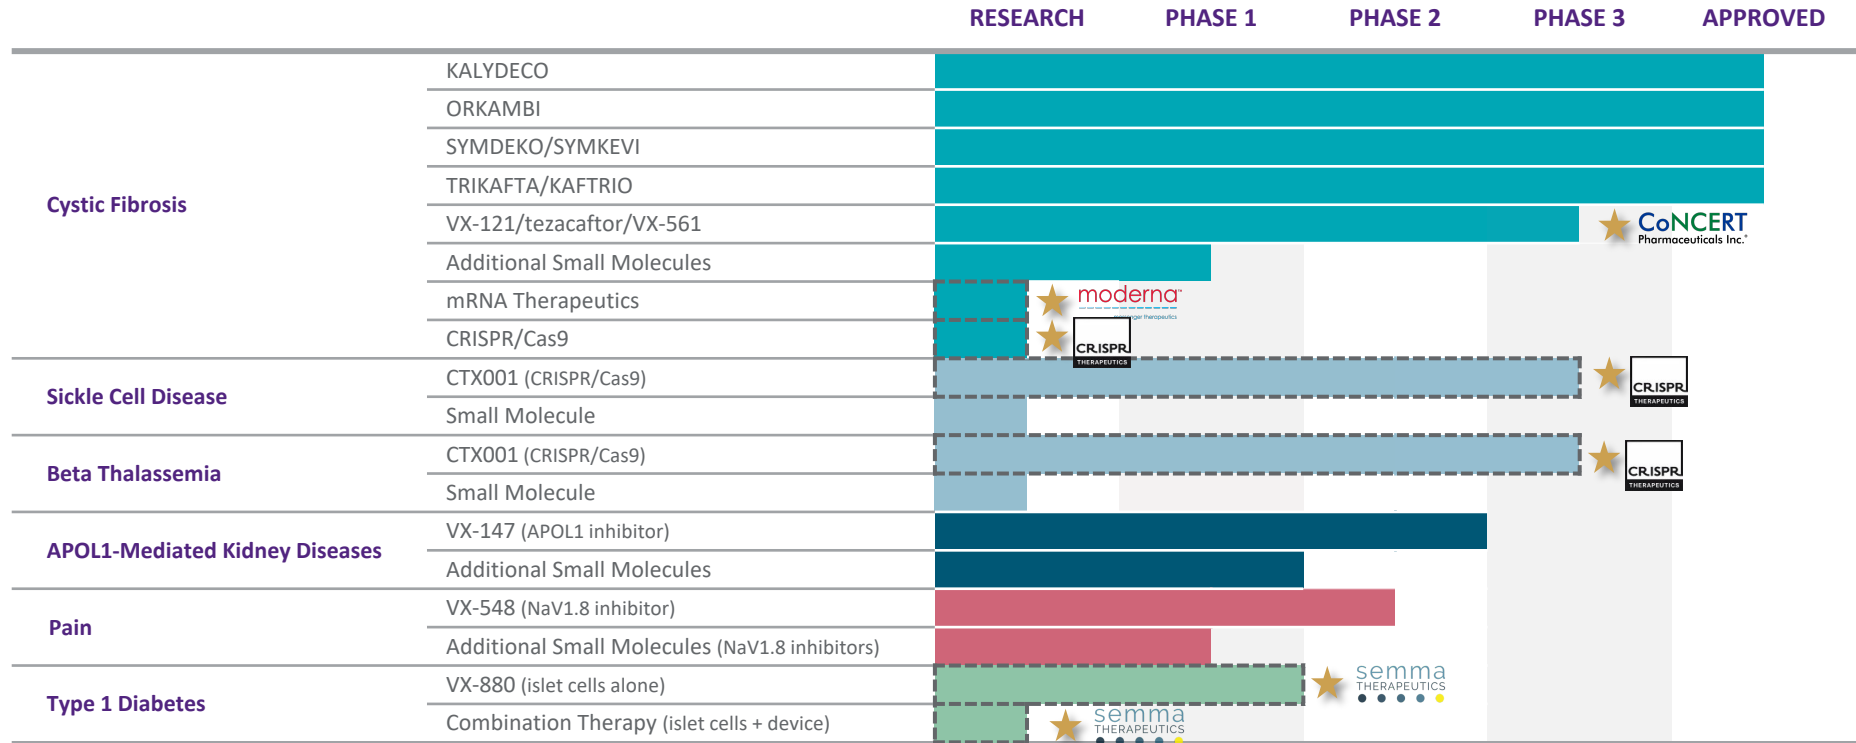 RESEARCH PHASE 1 PHASE 2 PHASE 3 APPROVED
Cystic Fibrosis
KALYDECO
ORKAMBI
SYMDEKO/SYMKEVI
TRIKAFTA/KAFTRIO
VX-121/tezacaftor/VX-561
CoNCERT
Pharmaceuticals Inc.®
Additional Small Molecules
mRNA Therapeutics
moderna™
messenger therapeutics
CRISPR/Cas9
CRISPR
THERAPEUTICS
Sickle Cell Disease
CTX001 (CRISPR/Cas9)
CRISPR
THERAPEUTICS
Small Molecule
Beta Thalassemia
CTX001 (CRISPR/Cas9)
CRISPR
THERAPEUTICS
Small Molecule
APOL1-Mediated Kidney Diseases
VX-147 (APOL1 inhibitor)
Additional Small Molecules
Pain
VX-548 (NaV1.8 inhibitor)
Additional Small Molecules (NaV1.8 inhibitors)
Type 1 Diabetes
VX-880 (islet cells alone)
semma
THERAPEUTICS
Combination Therapy (islet cells + device)
semma
THERAPEUTICS